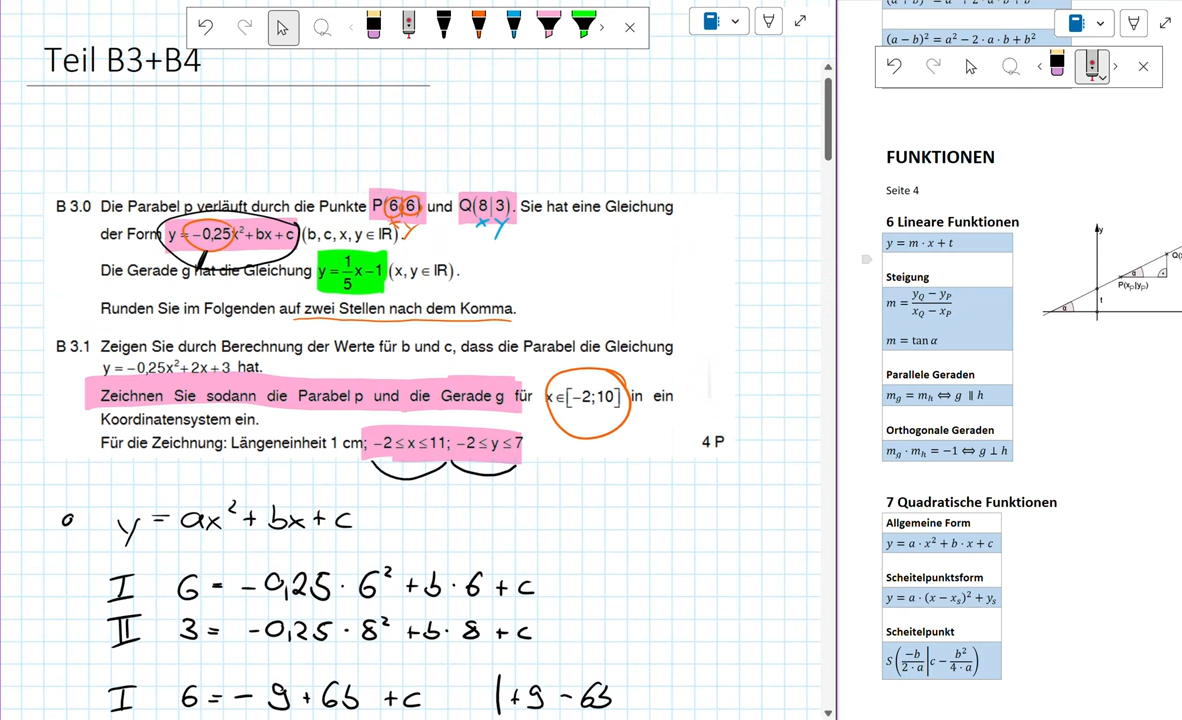 Teil B3+B4
B 3.0 Die Parabel p verläuft durch die Punkte P(6|6) und Q(8|3). Sie hat eine Gleichung
x y x y
der Form y = −0,25x² + bx + c (b, c, x, y ∈ IR).
Die Gerade g hat die Gleichung y = 1/5 x − 1 (x, y ∈ IR).
Runden Sie im Folgenden auf zwei Stellen nach dem Komma.
B 3.1 Zeigen Sie durch Berechnung der Werte für b und c, dass die Parabel die Gleichung
y = −0,25x² + 2x + 3 hat.
Zeichnen Sie sodann die Parabel p und die Gerade g für x ∈ [−2;10] in ein
Koordinatensystem ein.
Für die Zeichnung: Längeneinheit 1 cm; −2 ≤ x ≤ 11; −2 ≤ y ≤ 7 4 P
y = ax² + bx + c
I 6 = −0,25 · 6² + b · 6 + c
II 3 = −0,25 · 8² + b · 8 + c
I 6 = −9 + 6b + c |+9 − 6b
(a − b)² = a² − 2 · a · b + b²
FUNKTIONEN
Seite 4
6 Lineare Funktionen
y = m · x + t
Steigung
m = (y_Q − y_P)/(x_Q − x_P)
m = tan α
Parallele Geraden
m_g = m_h ⇔ g ∥ h
Orthogonale Geraden
m_g · m_h = −1 ⇔ g ⊥ h
y
Q(
P(x_P|y_P)
α
α
t
7 Quadratische Funktionen
Allgemeine Form
y = a · x² + b · x + c
Scheitelpunktsform
y = a · (x − x_s)² + y_s
Scheitelpunkt
S(−b/(2 · a) | c − b²/(4 · a))